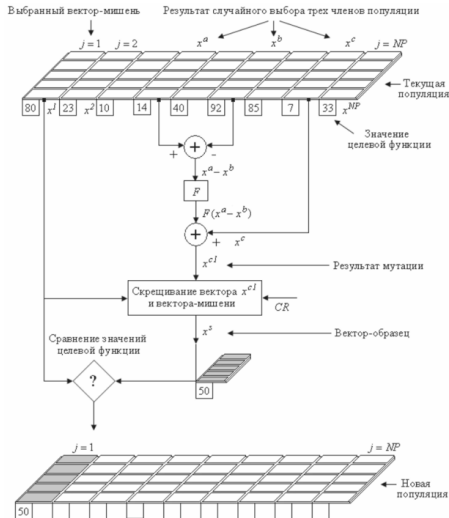 Выбранный вектор-мишень
Результат случайного выбора трех членов популяции
j = 1 j = 2 x^a x^b x^c j = NP
Текущая популяция
80 x^1 23 x^2 10 14 40 92 85 7 33 x^NP
Значение целевой функции
+ + -
x^a – x^b
F
F(x^a – x^b)
+ + x^c
x^c1
Результат мутации
Скрещивание вектора x^c1
и вектора-мишени
CR
x^s
Вектор-образец
Сравнение значений
целевой функции
?
50
j = 1 j = NP
Новая
популяция
50